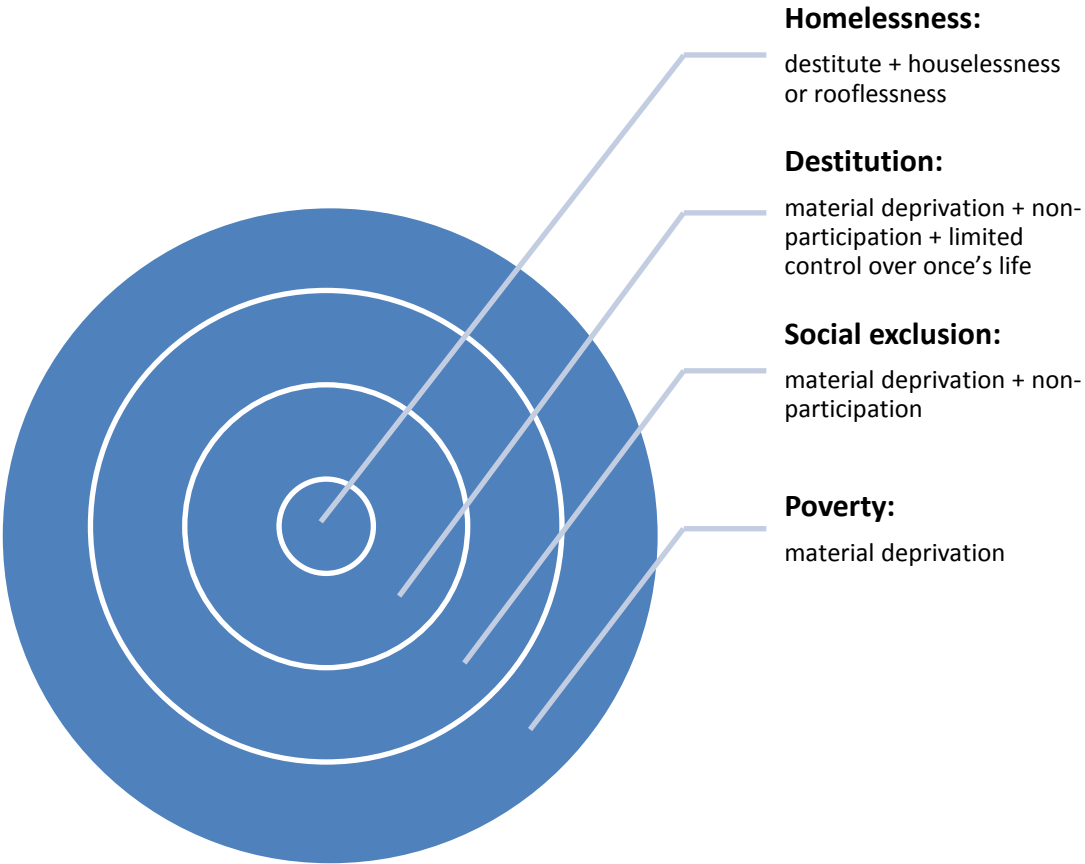 Homelessness:
destitute + houselessness
or rooflessness
Destitution:
material deprivation + non-
participation + limited
control over once’s life
Social exclusion:
material deprivation + non-
participation
Poverty:
material deprivation